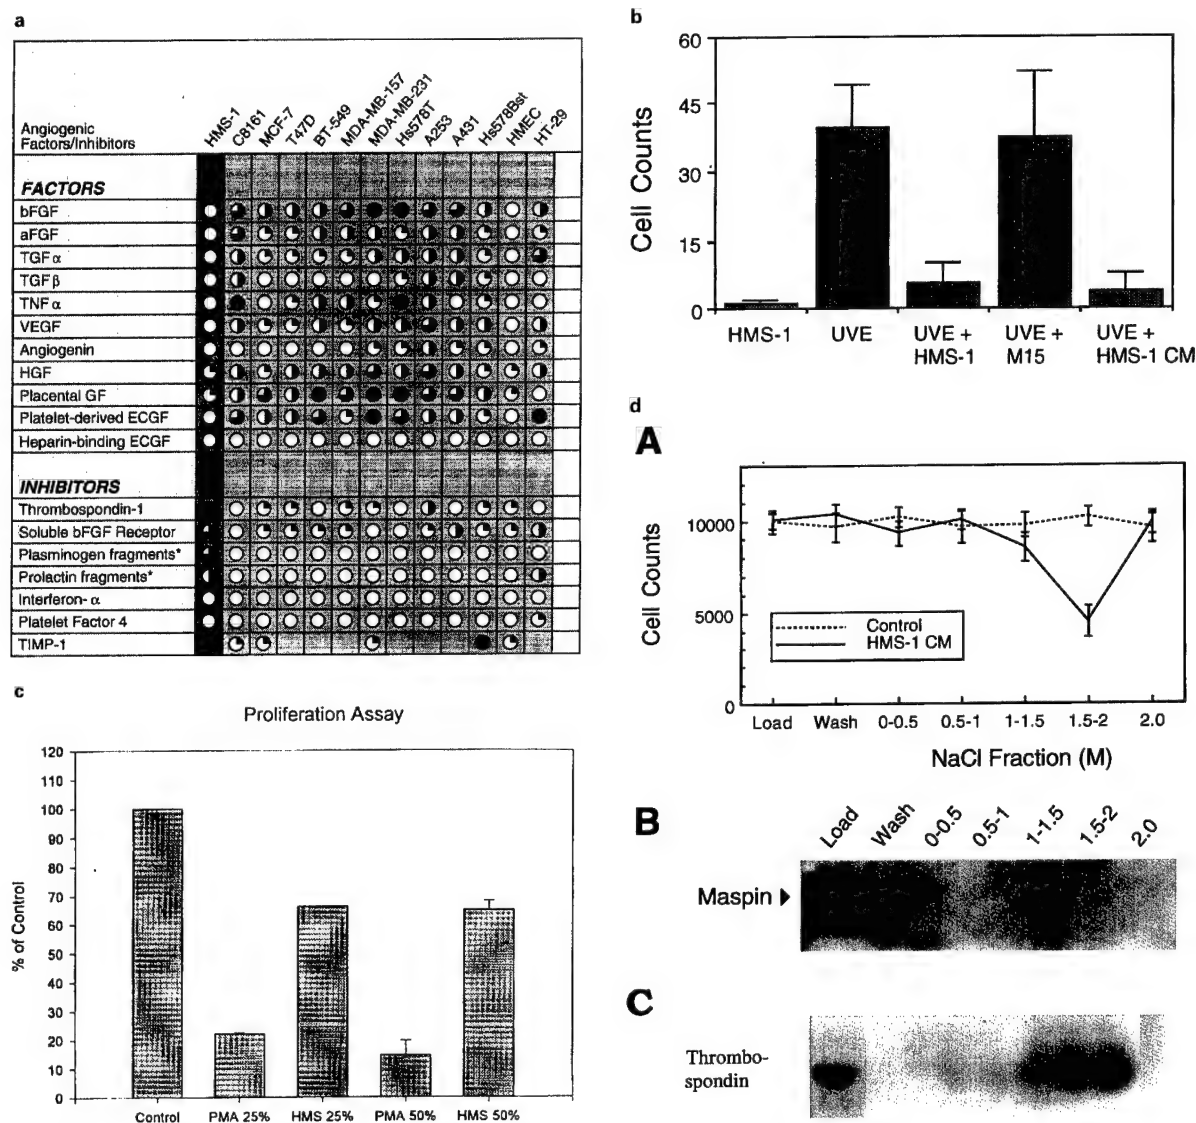 a
Angiogenic
Factors/Inhibitors
HMS-1
C8161
MCF-7
T47D
BT-549
MDA-MB-157
MDA-MB-231
Hs578T
A253
A431
Hs578Bst
HMEC
HT-29
FACTORS
bFGF
aFGF
TGF α
TGF β
TNF α
VEGF
Angiogenin
HGF
Placental GF
Platelet-derived ECGF
Heparin-binding ECGF
INHIBITORS
Thrombospondin-1
Soluble bFGF Receptor
Plasminogen fragments*
Prolactin fragments*
Interferon- α
Platelet Factor 4
TIMP-1
b
Cell Counts
60
45
30
15
0
HMS-1
UVE
UVE +
HMS-1
UVE +
M15
UVE +
HMS-1 CM
c
Proliferation Assay
% of Control
120
110
100
90
80
70
60
50
40
30
20
10
0
Control
PMA 25%
HMS 25%
PMA 50%
HMS 50%
d
A
Cell Counts
10000
5000
0
Control
HMS-1 CM
Load
Wash
0-0.5
0.5-1
1-1.5
1.5-2
2.0
NaCl Fraction (M)
B
Load
Wash
0-0.5
0.5-1
1-1.5
1.5-2
2.0
Maspin
C
Thrombo-
spondin